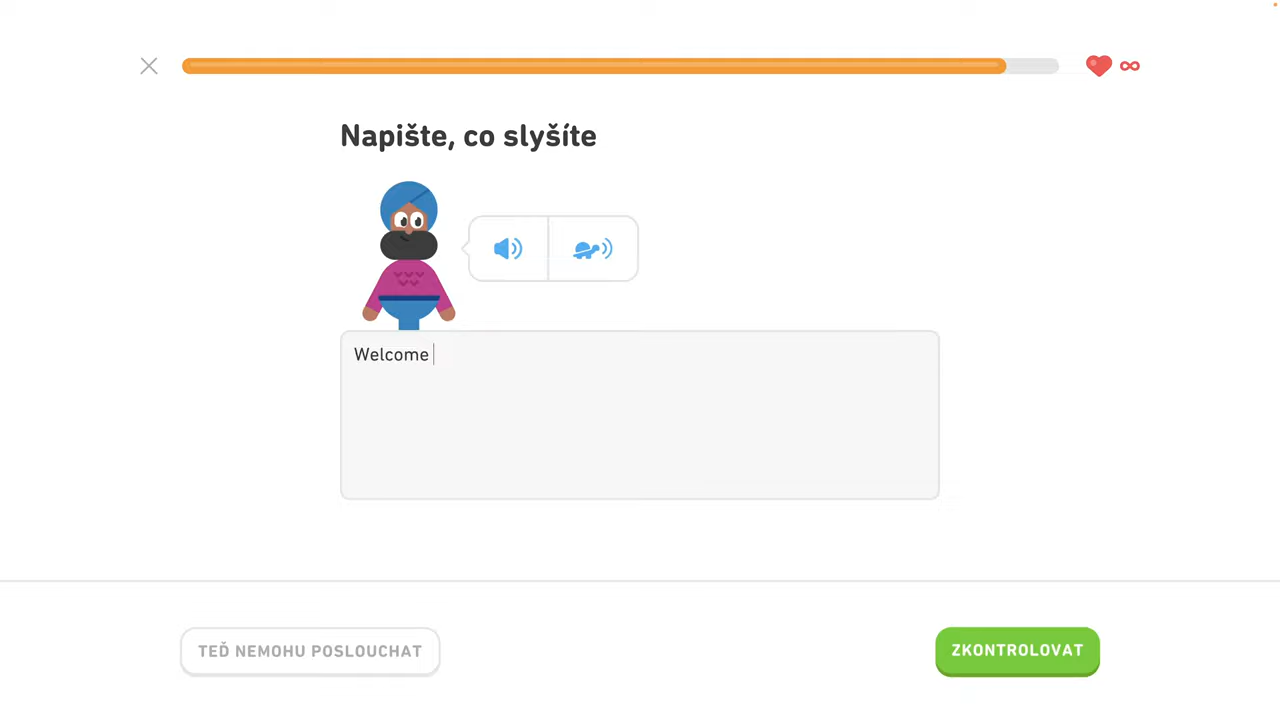 ∞
Napište, co slyšíte
Welcome
TEĎ NEMOHU POSLOUCHAT
ZKONTROLOVAT